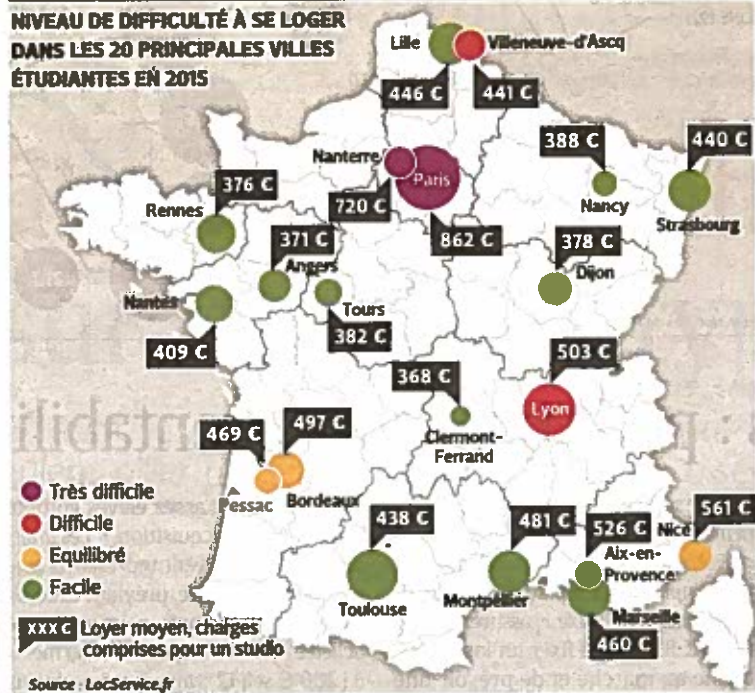 NIVEAU DE DIFFICULTÉ À SE LOGER
DANS LES 20 PRINCIPALES VILLES
ÉTUDIANTES EN 2015
Lille
Villeneuve-d'Ascq
446 €
441 €
Nanterre
Paris
720 €
862 €
388 €
Nancy
440 €
Strasbourg
376 €
Rennes
371 €
Angers
378 €
Dijon
Nantes
409 €
Tours
382 €
503 €
Lyon
368 €
Clermont-
Ferrand
469 €
497 €
Pessac
Bordeaux
438 €
Toulouse
481 €
Montpellier
526 €
Aix-en-
Provence
561 €
Nice
Marseille
460 €
Très difficile
Difficile
Equilibré
Facile
XXX € Loyer moyen, charges
comprises pour un studio
Source : LocService.fr